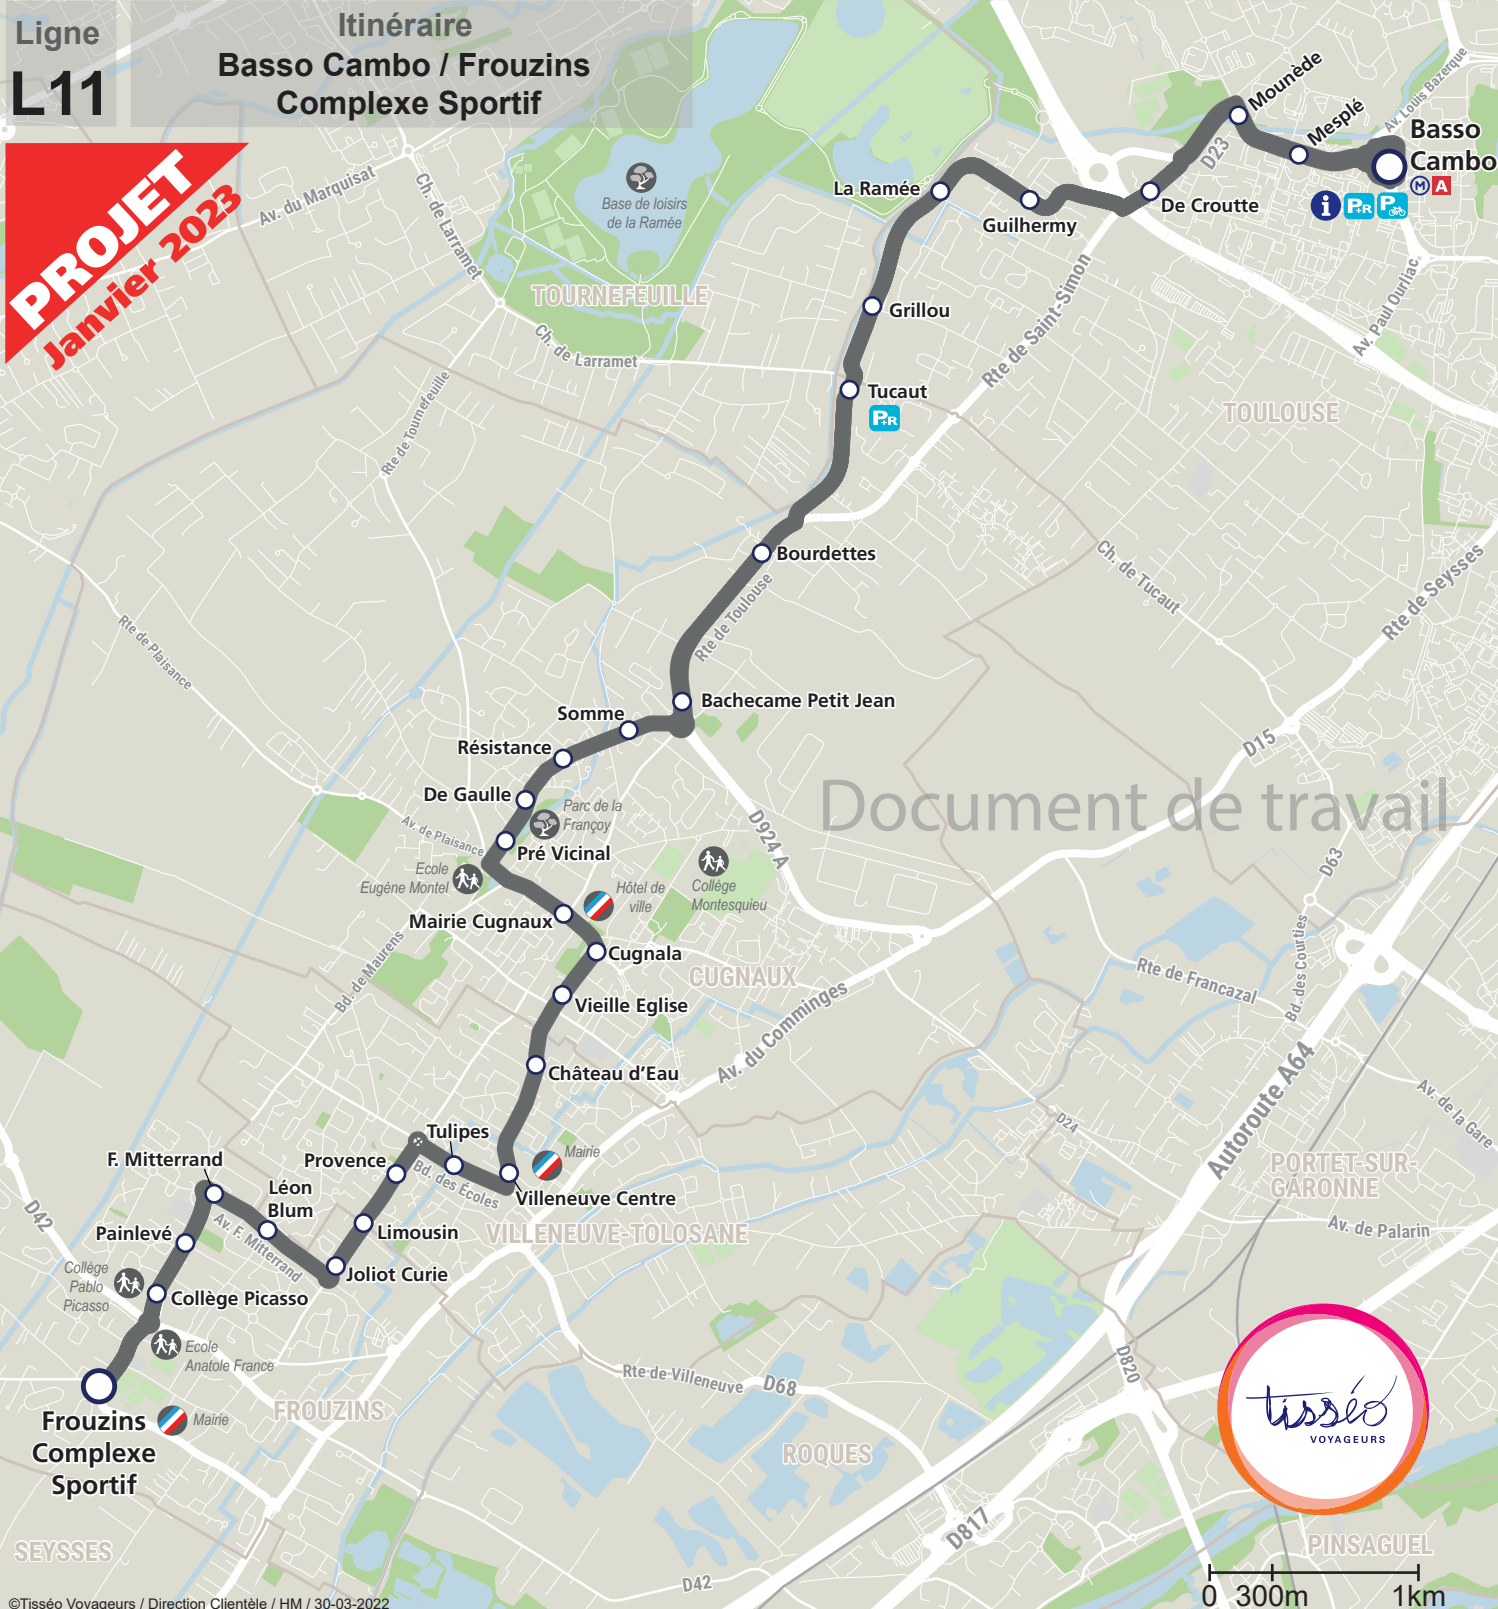 Ligne
L11
Itinéraire
Basso Cambo / Frouzins
Complexe Sportif
PROJET
Janvier 2023
Av. du Marquisat
Ch. de Larramet
Base de loisirs
de la Ramée
TOURNEFEUILLE
Ch. de Larramet
Rte de Tournefeuille
La Ramée
Guilhermy
De Croutte
D23
Mounède
Mesplé
Av. Louis Bazerque
Basso
Cambo
M A
i P+R P
Grillou
Rte de Saint-Simon
Av. Paul Ourliac
Tucaut
P+R
TOULOUSE
Bourdettes
Rte de Toulouse
Ch. de Tucaut
Rte de Seysses
Rte de Plaisance
Bachecame Petit Jean
Somme
Résistance
De Gaulle
Parc de la
Françoy
D15
Document de travail
D924 A
D63
Av. de Plaisance
Pré Vicinal
Ecole
Eugène Montel
Hôtel de
ville
Collège
Montesquieu
Mairie Cugnaux
Cugnala
CUGNAUX
Bd. de Maurens
Vieille Eglise
Rte de Francazal
Bd. des Courties
Av. du Comminges
Château d’Eau
Autoroute A64
Av. de la Gare
D24
Tulipes
Mairie
F. Mitterrand
Provence
Bd. des Écoles
Villeneuve Centre
Léon
Blum
PORTET-SUR-
GARONNE
Av. de Palarin
D42
Painlevé
Av. F. Mitterrand
Limousin
VILLENEUVE-TOLOSANE
Joliot Curie
Collège
Pablo
Picasso
Collège Picasso
Ecole
Anatole France
Rte de Villeneuve
D68
D820
Frouzins
Complexe
Sportif
Mairie
FROUZINS
ROQUES
tisséo
VOYAGEURS
D817
SEYSSES
PINSAGUEL
D42
0 300m 1km
©Tisséo Voyageurs / Direction Clientèle / HM / 30-03-2022